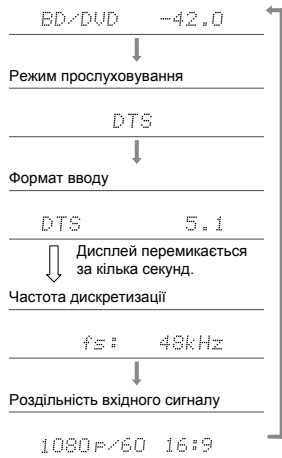 BD/DVD -42.0
Режим прослуховування
DTS
Формат вводу
DTS 5.1
Дисплей перемикається
за кілька секунд.
Частота дискретизації
fs: 48kHz
Роздільність вхідного сигналу
1080p/60 16:9